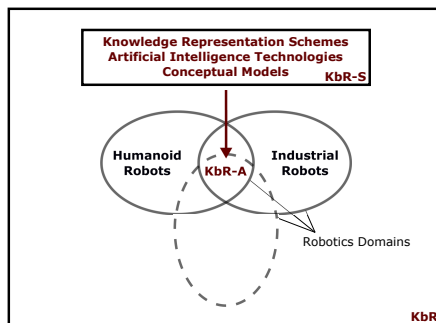 Knowledge Representation Schemes
Artificial Intelligence Technologies
Conceptual Models
KbR-S
Humanoid
Robots
KbR-A
Industrial
Robots
Robotics Domains
KbR